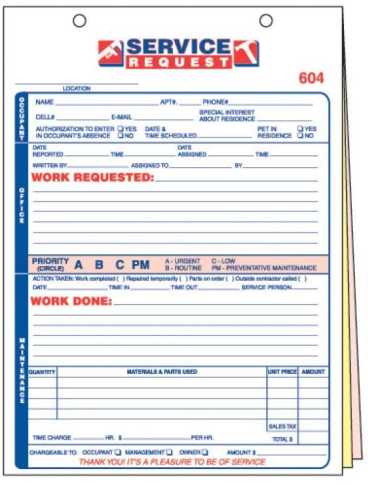 SERVICE
REQUEST
604
LOCATION
OCCUPANT
NAME APT#. PHONE#
CELL# E-MAIL SPECIAL INTEREST ABOUT RESIDENCE
AUTHORIZATION TO ENTER YES DATE & PET IN YES
IN OCCUPANT'S ABSENCE NO TIME SCHEDULED RESIDENCE NO
OFFICE
DATE REPORTED TIME DATE ASSIGNED TIME
WRITTEN BY ASSIGNED TO BY
WORK REQUESTED:
PRIORITY A B C PM A - URGENT C - LOW
(CIRCLE) B - ROUTINE PM - PREVENTATIVE MAINTENANCE
MAINTENANCE
ACTION TAKEN: Work completed ( ) Repaired temporarily ( ) Parts on order ( ) Outside contractor called ( )
DATE TIME IN TIME OUT SERVICE PERSON
WORK DONE:
QUANTITY MATERIALS & PARTS USED UNIT PRICE AMOUNT
SALES TAX
TIME CHARGE HR. $ PER HR. TOTAL $
CHARGEABLE TO: OCCUPANT MANAGEMENT OWNER AMOUNT $
THANK YOU! IT'S A PLEASURE TO BE OF SERVICE